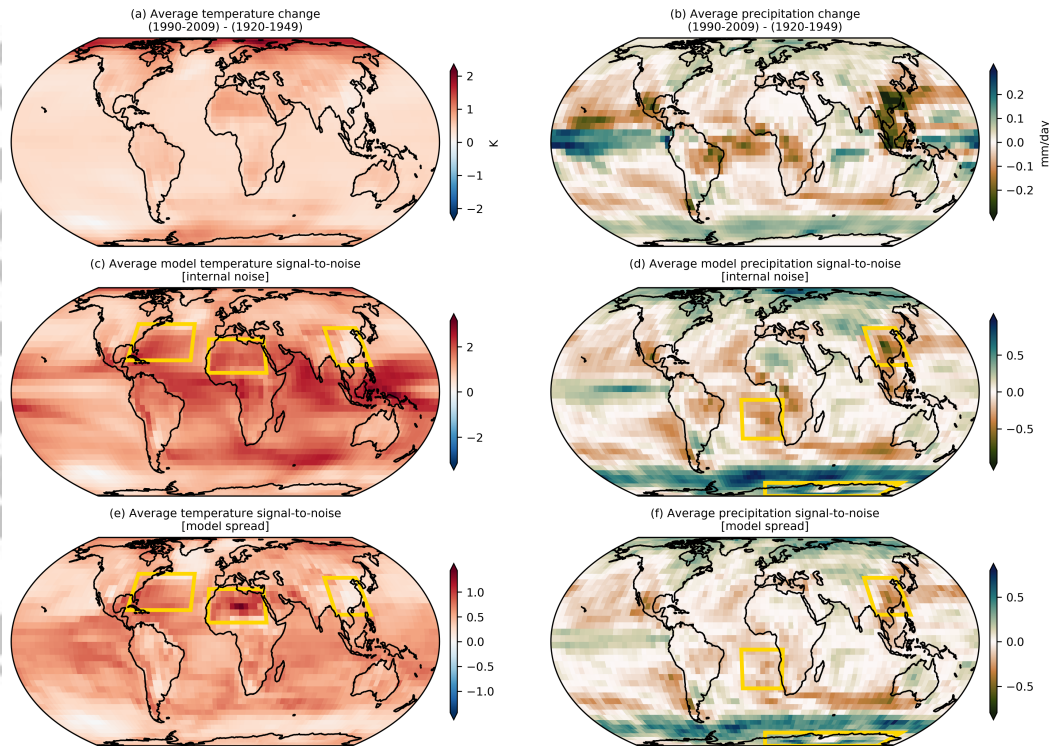 (a) Average temperature change
(1990-2009) - (1920-1949)
2
1
0
−1
−2
K
(b) Average precipitation change
(1990-2009) - (1920-1949)
0.2
0.1
0.0
−0.1
−0.2
mm/day
(c) Average model temperature signal-to-noise
[internal noise]
2
0
−2
(d) Average model precipitation signal-to-noise
[internal noise]
0.5
0.0
−0.5
(e) Average temperature signal-to-noise
[model spread]
1.0
0.5
0.0
−0.5
−1.0
(f) Average precipitation signal-to-noise
[model spread]
0.5
0.0
−0.5